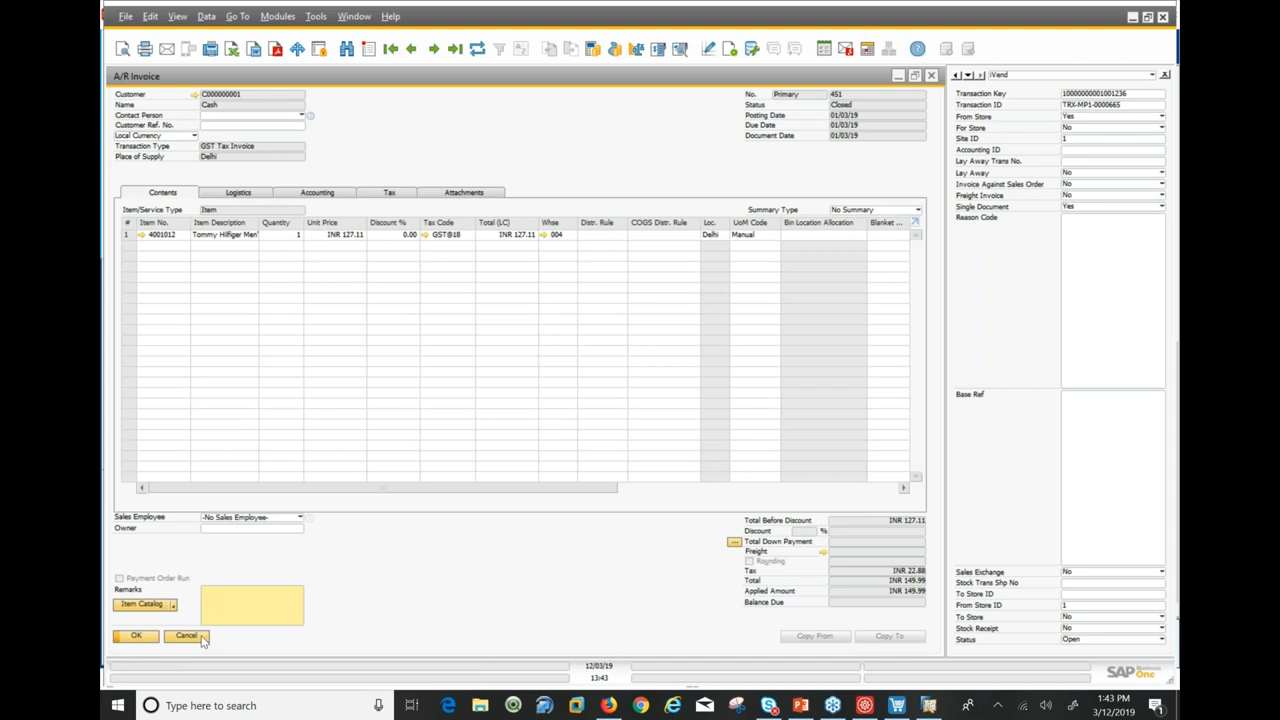 File Edit View Data Go To Modules Tools Window Help
A/R Invoice
Customer C000000001
Name Cash
Contact Person
Customer Ref. No.
Local Currency
Transaction Type GST Tax Invoice
Place of Supply Delhi
No. Primary 451
Status Closed
Posting Date 01/03/19
Due Date 01/03/19
Document Date 01/03/19
Contents Logistics Accounting Tax Attachments
Item/Service Type Item Summary Type No Summary
# Item No. Item Description Quantity Unit Price Discount % Tax Code Total (LC) Whse Distr. Rule COGS Distr. Rule Loc. UoM Code Bin Location Allocation Blanket ...
1 4001012 Tommy Hilfiger Men' 1 INR 127.11 0.00 GST@18 INR 127.11 004 Delhi Manual
Sales Employee -No Sales Employee-
Owner
Payment Order Run
Remarks
Item Catalog
OK Cancel
Total Before Discount INR 127.11
Discount %
... Total Down Payment
Freight
Rounding
Tax INR 22.88
Total INR 149.99
Applied Amount INR 149.99
Balance Due
Copy From Copy To
iVend
Transaction Key 10000000001001236
Transaction ID TRX-MP1-0000665
From Store Yes
For Store No
Site ID 1
Accounting ID
Lay Away Trans No.
Lay Away No
Invoice Against Sales Order No
Freight Invoice No
Single Document Yes
Reason Code
Base Ref
Sales Exchange No
Stock Trans Shp No
To Store ID
From Store ID 1
To Store No
Stock Receipt No
Status Open
12/03/19
13:43
SAP Business One
Type here to search
1:43 PM
3/12/2019
1